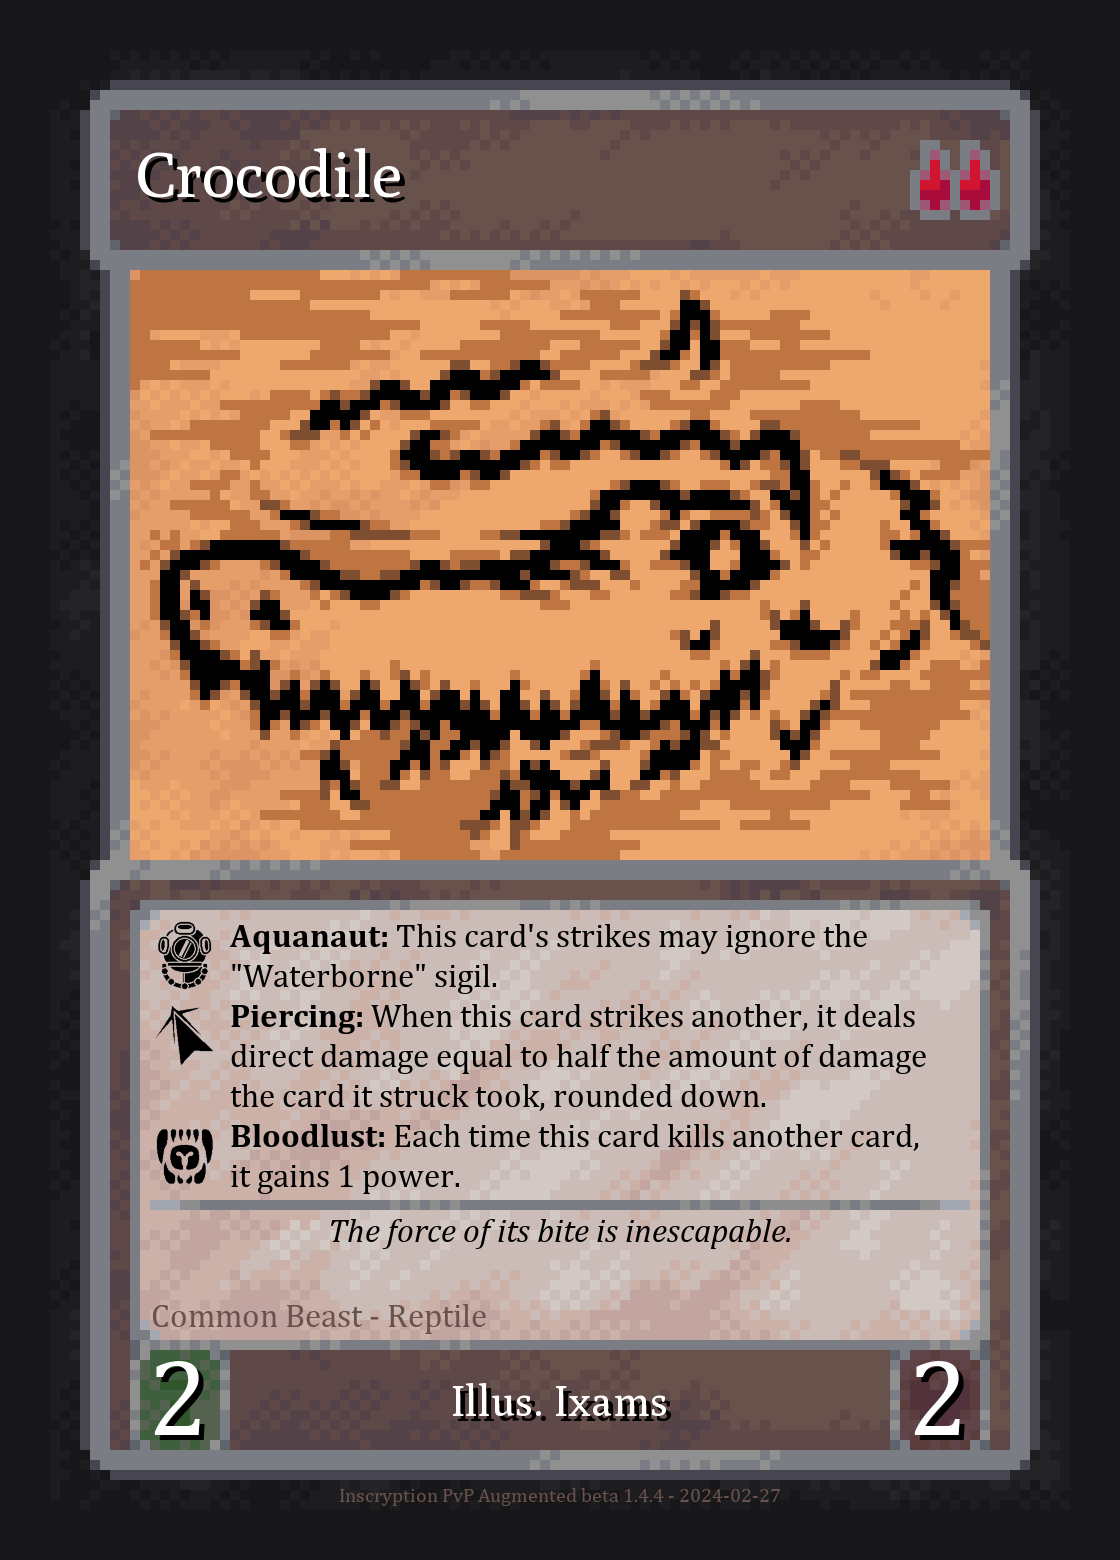 Crocodile
Aquanaut: This card's strikes may ignore the
"Waterborne" sigil.
Piercing: When this card strikes another, it deals
direct damage equal to half the amount of damage
the card it struck took, rounded down.
Bloodlust: Each time this card kills another card,
it gains 1 power.
The force of its bite is inescapable.
Common Beast - Reptile
2 Illus. Ixams 2
Inscryption PvP Augmented beta 1.4.4 - 2024-02-27